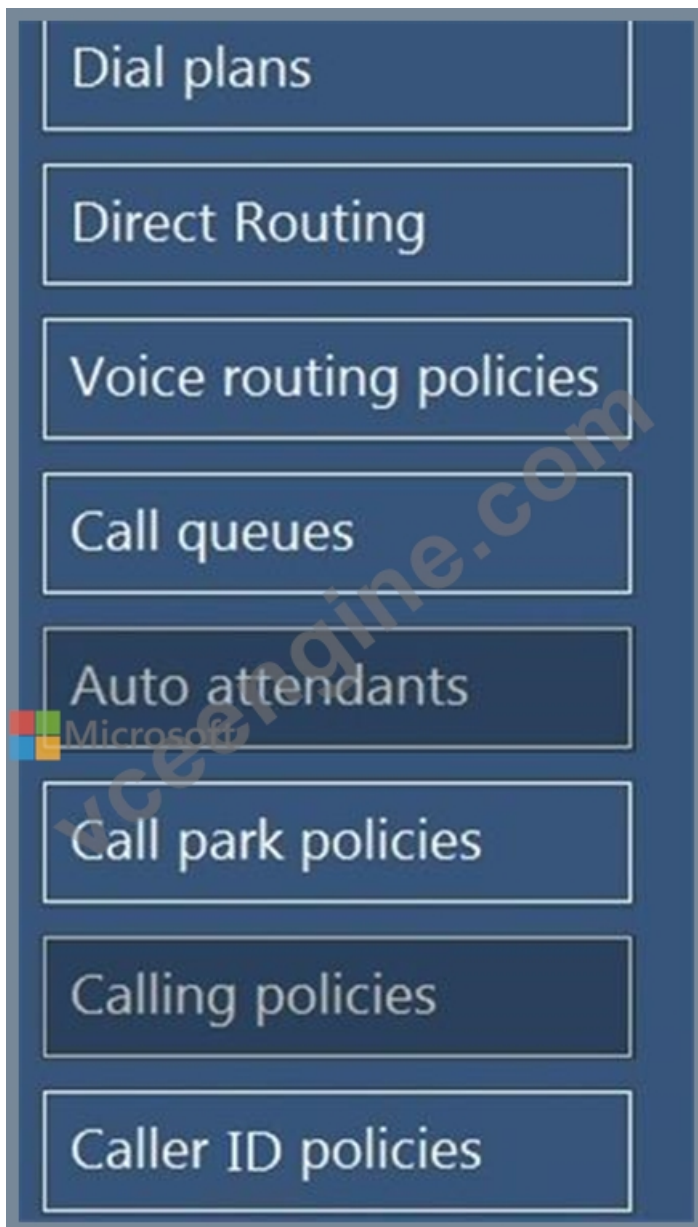 Dial plans
Direct Routing
Voice routing policies
Call queues
Auto attendants
Microsoft
Call park policies
Calling policies
Caller ID policies
vceengine.com